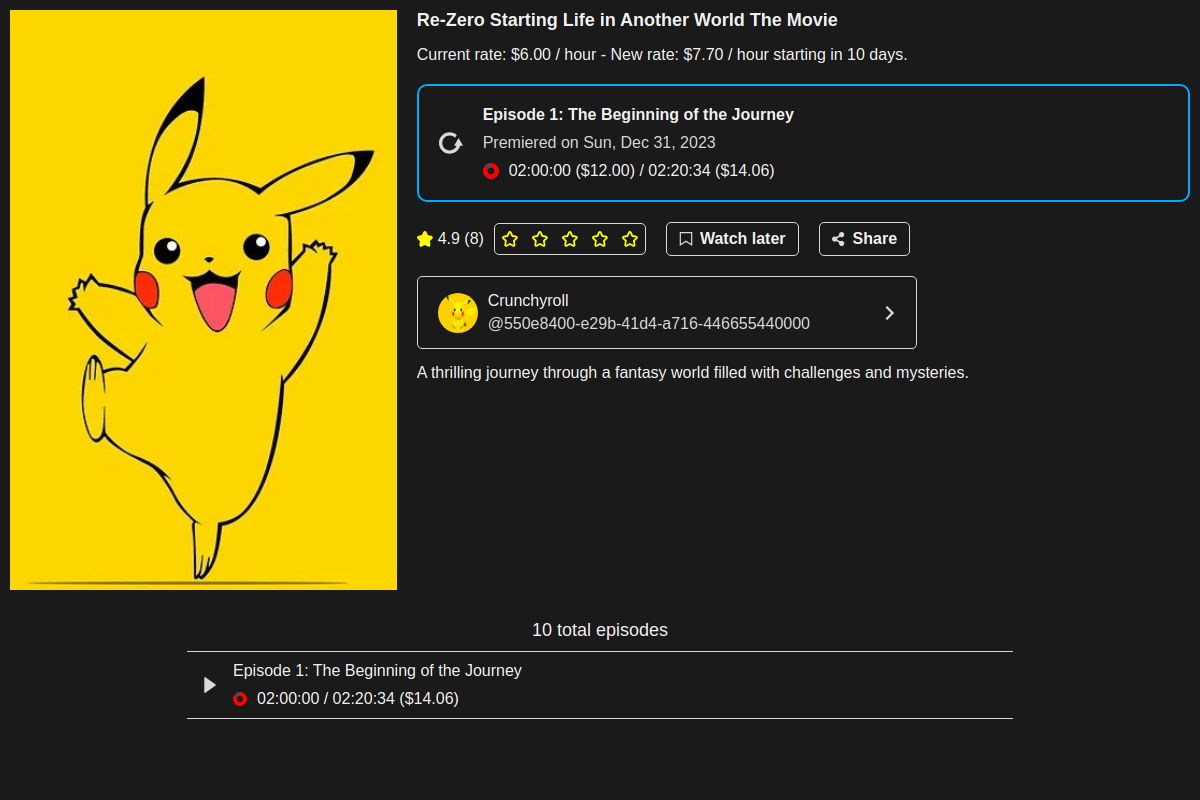 Re-Zero Starting Life in Another World The Movie
Current rate: $6.00 / hour - New rate: $7.70 / hour starting in 10 days.
Episode 1: The Beginning of the Journey
Premiered on Sun, Dec 31, 2023
02:00:00 ($12.00) / 02:20:34 ($14.06)
4.9 (8) Watch later Share
Crunchyroll
@550e8400-e29b-41d4-a716-446655440000
A thrilling journey through a fantasy world filled with challenges and mysteries.
10 total episodes
Episode 1: The Beginning of the Journey
02:00:00 / 02:20:34 ($14.06)